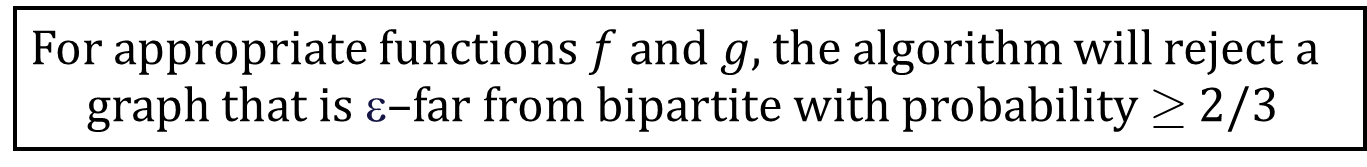 For appropriate functions f and g, the algorithm will reject a
graph that is ε–far from bipartite with probability ≥ 2/3